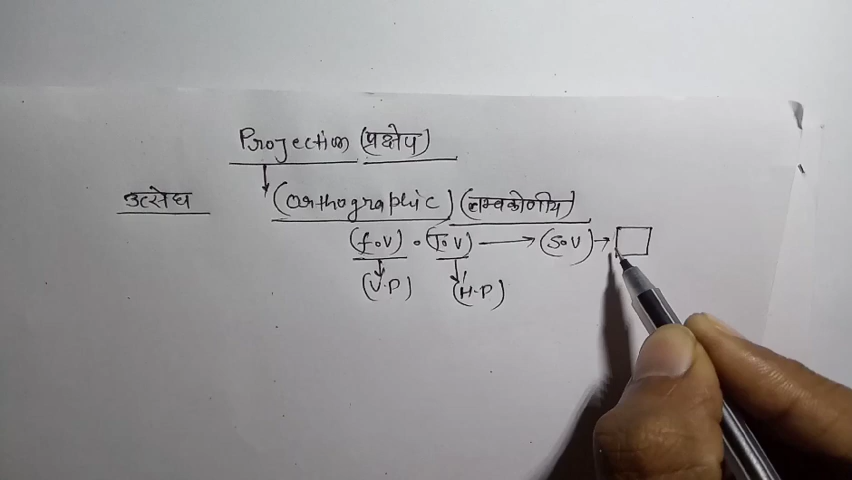 Projection (प्रक्षेप)
उत्सेध (orthographic) (लम्बकोणीय)
(f.v) . (T.v) → (S.v) →
(V.P) (H.P)